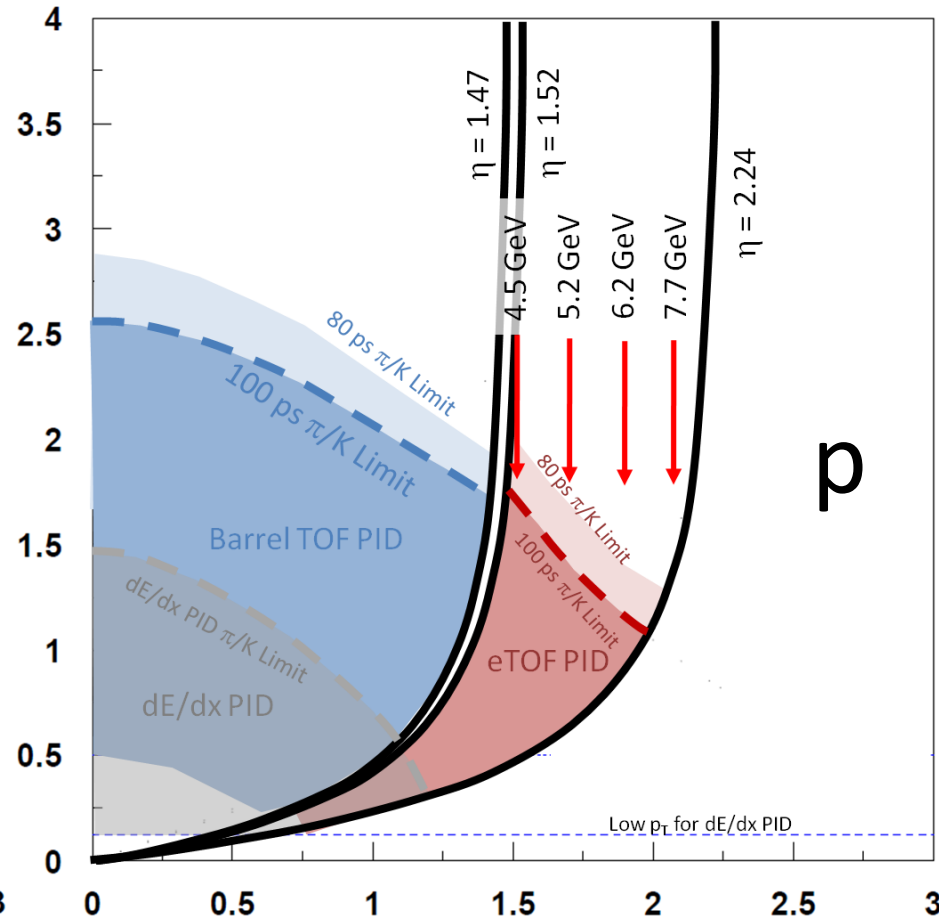 4
3.5
3
2.5
2
1.5
1
0.5
0
η = 1.47
η = 1.52
η = 2.24
4.5 GeV
5.2 GeV
6.2 GeV
7.7 GeV
80 ps π/K Limit
100 ps π/K Limit
Barrel TOF PID
dE/dx PID π/K Limit
dE/dx PID
80 ps π/K Limit
100 ps π/K Limit
eTOF PID
p
Low pT for dE/dx PID
3 0 0.5 1 1.5 2 2.5 3